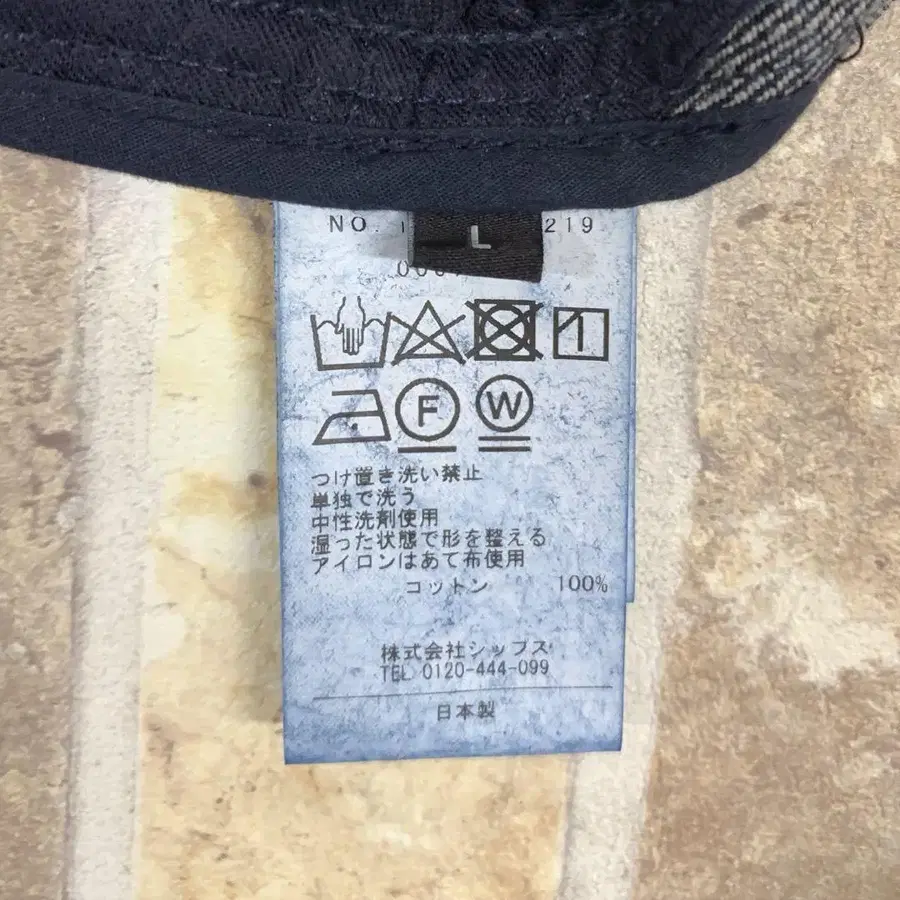 NO. 219
L
F W
つけ置き洗い禁止
単独で洗う
中性洗剤使用
湿った状態で形を整える
アイロンはあて布使用
コットン 100%
株式会社シップス
TEL 0120-444-099
日本製